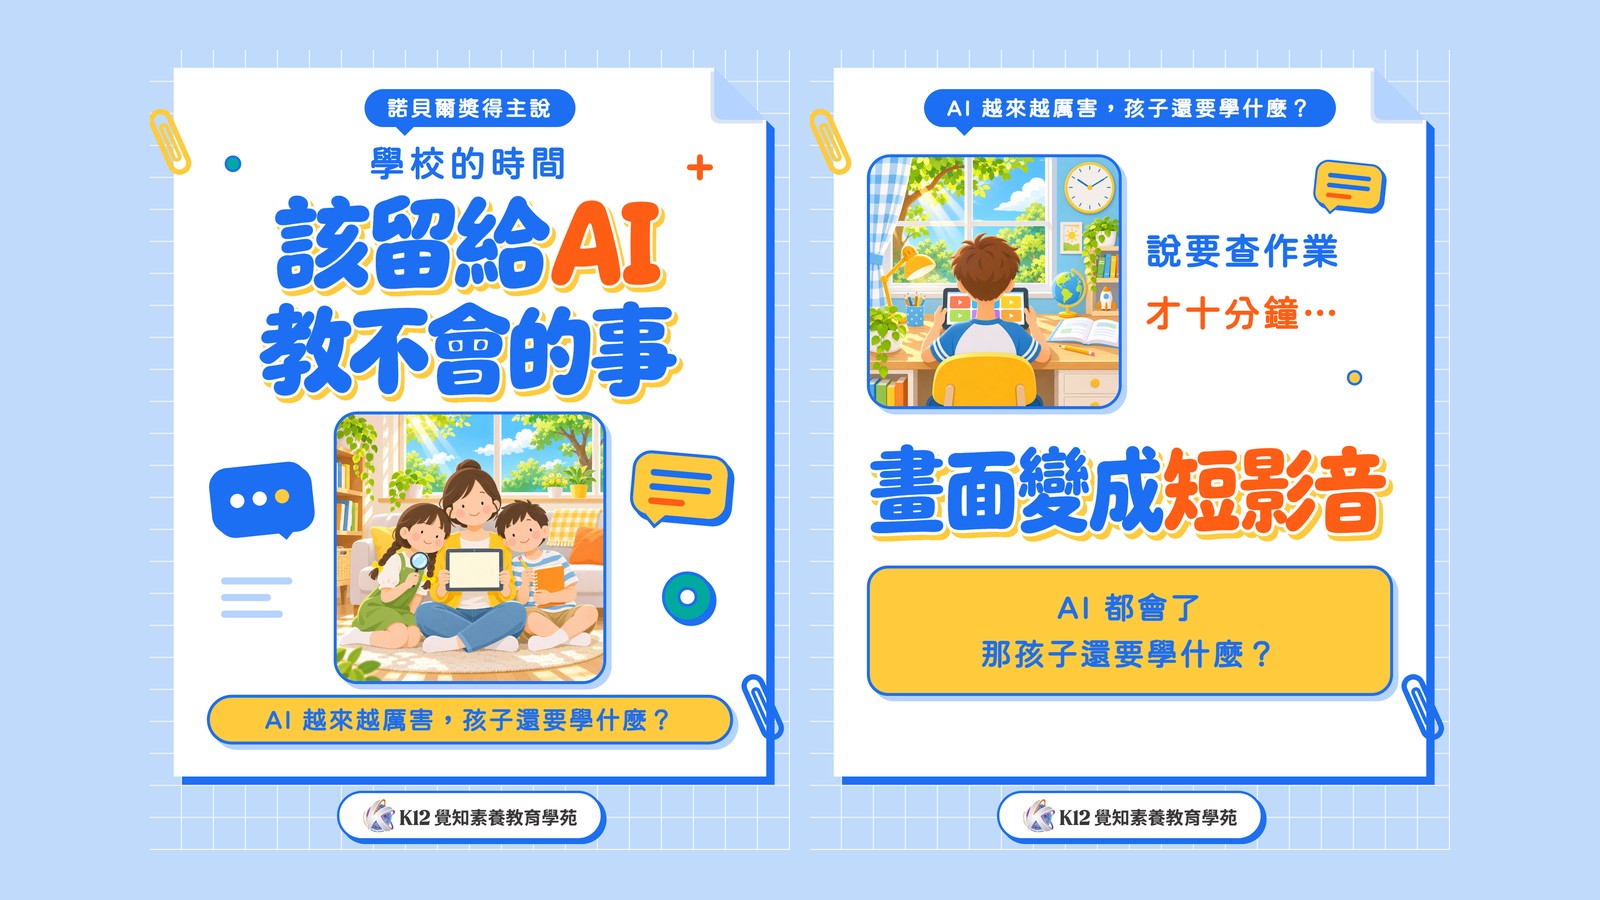 諾貝爾獎得主說
學校的時間
該留給AI
教不會的事
AI 越來越厲害，孩子還要學什麼？
K12 覺知素養教育學苑
AI 越來越厲害，孩子還要學什麼？
說要查作業
才十分鐘…
畫面變成短影音
AI 都會了
那孩子還要學什麼？
K12 覺知素養教育學苑